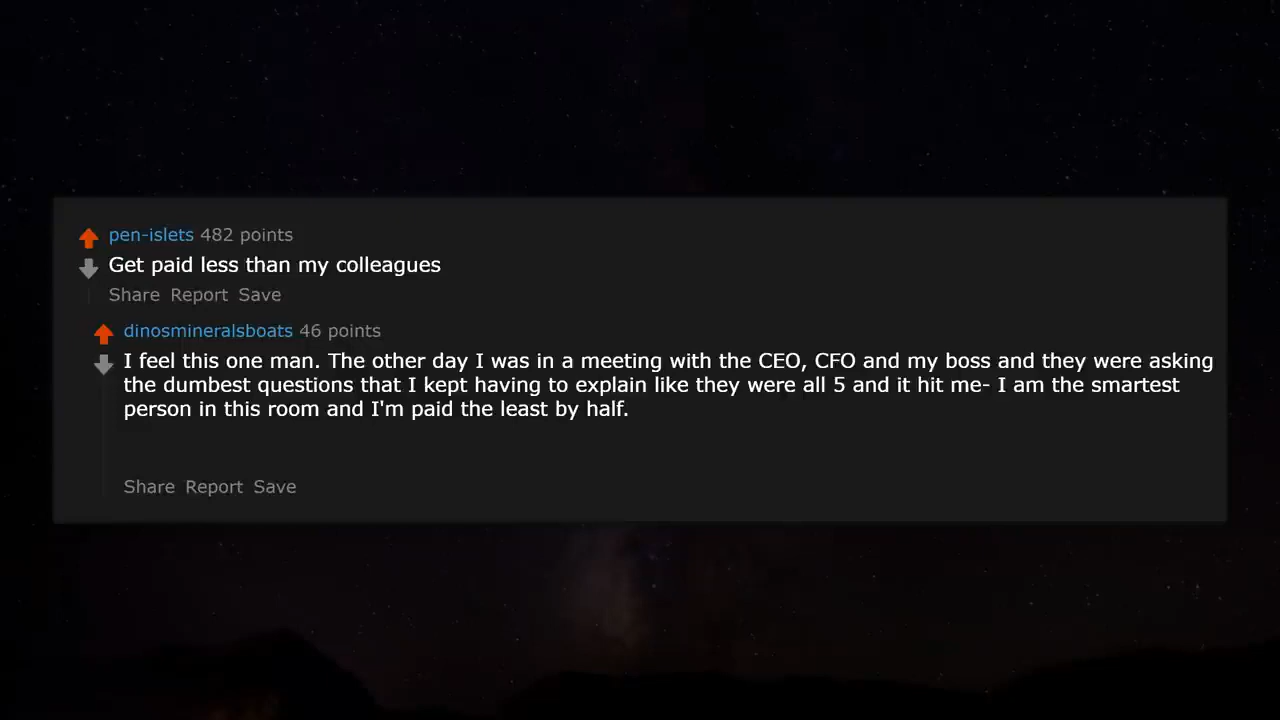 pen-islets 482 points
Get paid less than my colleagues
Share Report Save
dinosmineralsboats 46 points
I feel this one man. The other day I was in a meeting with the CEO, CFO and my boss and they were asking
the dumbest questions that I kept having to explain like they were all 5 and it hit me- I am the smartest
person in this room and I'm paid the least by half.
Share Report Save